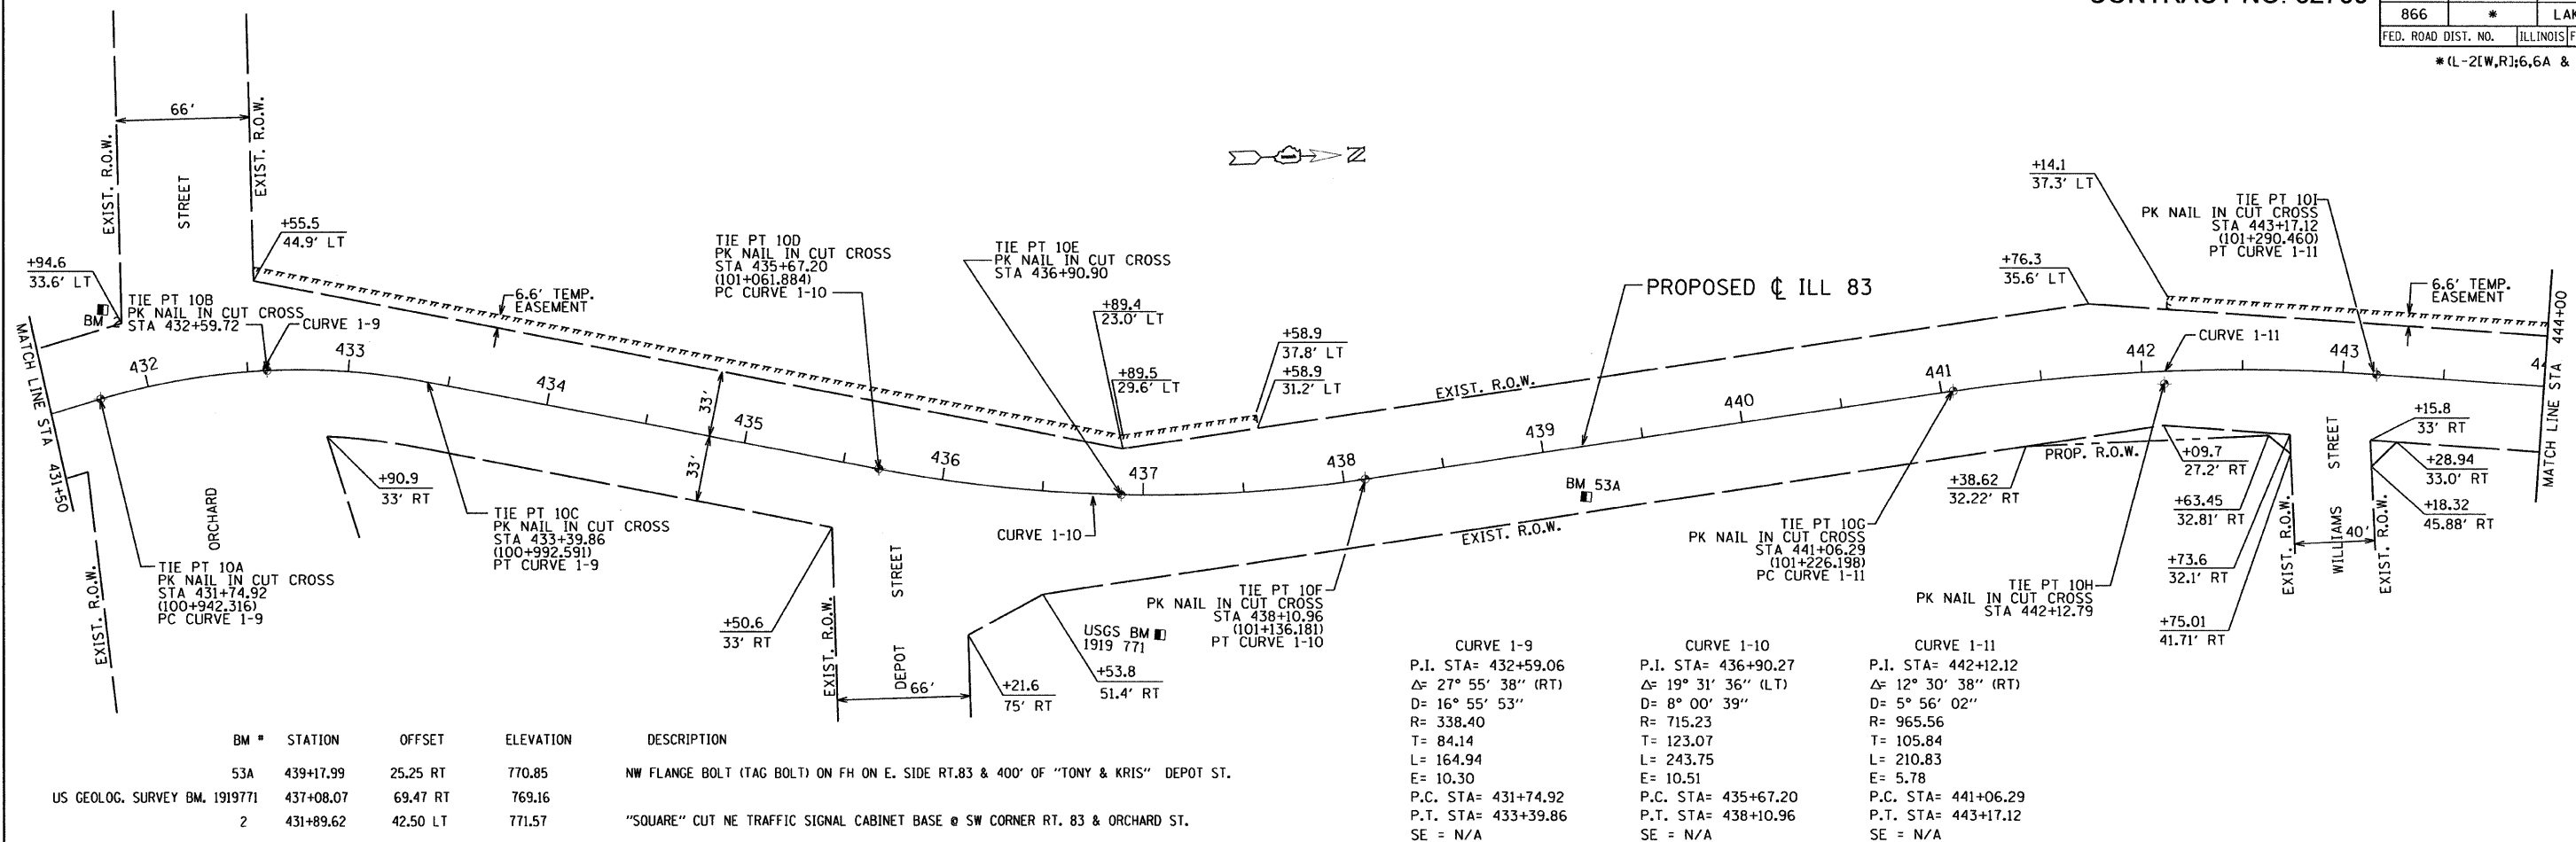 866 *
FED. ROAD DIST. NO. ILLINOIS
*(L-2[W,R];6,6A &
66'
EXIST. R.O.W.
STREET
EXIST. R.O.W.
+94.6
33.6' LT
BM 2
+55.5
44.9' LT
TIE PT 10B
PK NAIL IN CUT CROSS
STA 432+59.72
CURVE 1-9
6.6' TEMP.
EASEMENT
TIE PT 10D
PK NAIL IN CUT CROSS
STA 435+67.20
(101+061.884)
PC CURVE 1-10
TIE PT 10E
PK NAIL IN CUT CROSS
STA 436+90.90
+89.4
23.0' LT
+89.5
29.6' LT
+58.9
37.8' LT
+58.9
31.2' LT
N
PROPOSED ℄ ILL 83
EXIST. R.O.W.
+14.1
37.3' LT
+76.3
35.6' LT
TIE PT 10I
PK NAIL IN CUT CROSS
STA 443+17.12
(101+290.460)
PT CURVE 1-11
6.6' TEMP.
EASEMENT
CURVE 1-11
MATCH LINE STA 444+00
MATCH LINE STA 431+50
432
433
434
435
436
437
438
439
440
441
442
443
33'
33'
ORCHARD
EXIST. R.O.W.
TIE PT 10A
PK NAIL IN CUT CROSS
STA 431+74.92
(100+942.316)
PC CURVE 1-9
+90.9
33' RT
TIE PT 10C
PK NAIL IN CUT CROSS
STA 433+39.86
(100+992.591)
PT CURVE 1-9
+50.6
33' RT
EXIST. R.O.W.
DEPOT STREET
66'
+21.6
75' RT
CURVE 1-10
USGS BM
1919 771
+53.8
51.4' RT
TIE PT 10F
PK NAIL IN CUT CROSS
STA 438+10.96
(101+136.181)
PT CURVE 1-10
BM 53A
EXIST. R.O.W.
TIE PT 10G
PK NAIL IN CUT CROSS
STA 441+06.29
(101+226.198)
PC CURVE 1-11
+38.62
32.22' RT
PROP. R.O.W.
TIE PT 10H
PK NAIL IN CUT CROSS
STA 442+12.79
+09.7
27.2' RT
+63.45
32.81' RT
+73.6
32.1' RT
+75.01
41.71' RT
EXIST. R.O.W.
WILLIAMS STREET
40'
EXIST. R.O.W.
+15.8
33' RT
+28.94
33.0' RT
+18.32
45.88' RT
BM # STATION OFFSET ELEVATION DESCRIPTION
53A 439+17.99 25.25 RT 770.85 NW FLANGE BOLT (TAG BOLT) ON FH ON E. SIDE RT.83 & 400' OF "TONY & KRIS" DEPOT ST.
US GEOLOG. SURVEY BM. 1919771 437+08.07 69.47 RT 769.16
2 431+89.62 42.50 LT 771.57 "SQUARE" CUT NE TRAFFIC SIGNAL CABINET BASE @ SW CORNER RT. 83 & ORCHARD ST.
CURVE 1-9
P.I. STA= 432+59.06
Δ= 27° 55' 38" (RT)
D= 16° 55' 53"
R= 338.40
T= 84.14
L= 164.94
E= 10.30
P.C. STA= 431+74.92
P.T. STA= 433+39.86
SE = N/A
CURVE 1-10
P.I. STA= 436+90.27
Δ= 19° 31' 36" (LT)
D= 8° 00' 39"
R= 715.23
T= 123.07
L= 243.75
E= 10.51
P.C. STA= 435+67.20
P.T. STA= 438+10.96
SE = N/A
CURVE 1-11
P.I. STA= 442+12.12
Δ= 12° 30' 38" (RT)
D= 5° 56' 02"
R= 965.56
T= 105.84
L= 210.83
E= 5.78
P.C. STA= 441+06.29
P.T. STA= 443+17.12
SE = N/A